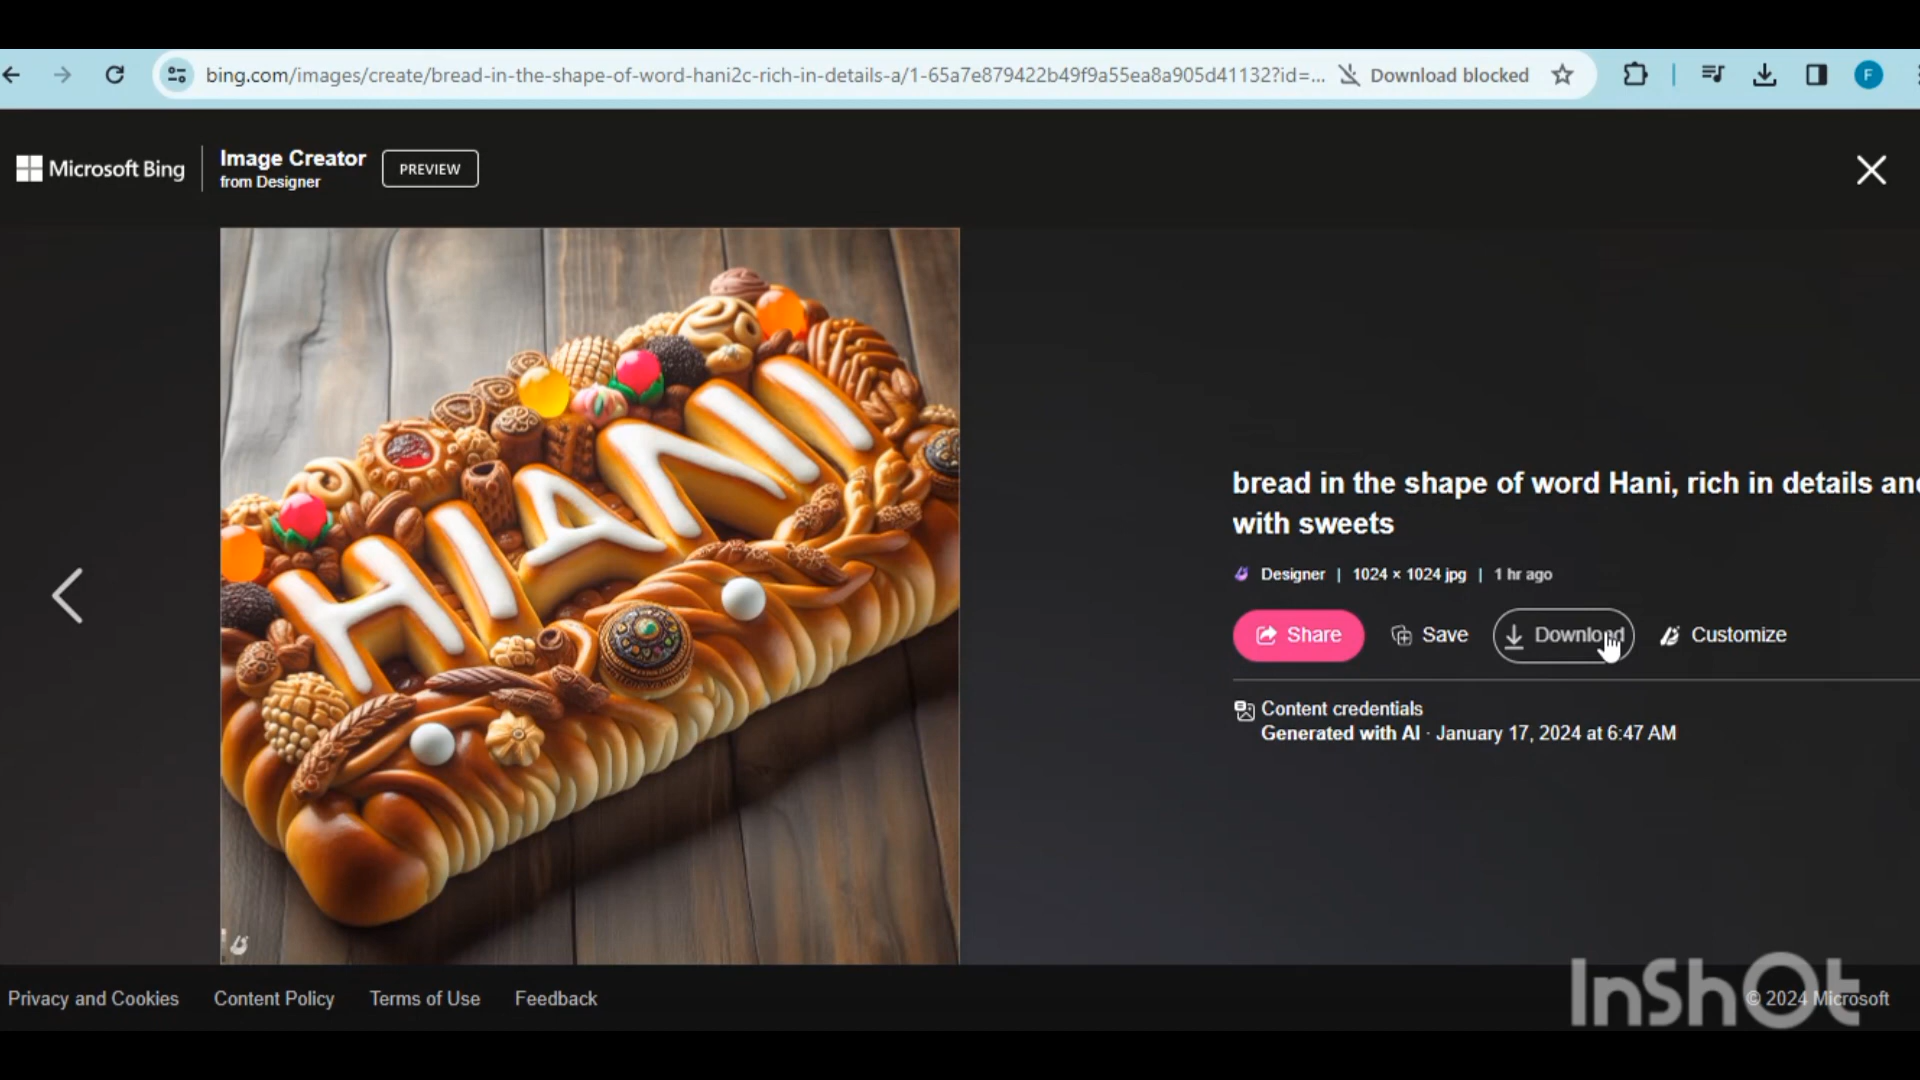 bing.com/images/create/bread-in-the-shape-of-word-hani2c-rich-in-details-a/1-65a7e879422b49f9a55ea8a905d41132?id=... Download blocked F
Microsoft Bing
Image Creator
from Designer
PREVIEW
HIANII
bread in the shape of word Hani, rich in details and
with sweets
Designer | 1024 × 1024 jpg | 1 hr ago
Share Save Download Customize
Content credentials
Generated with AI · January 17, 2024 at 6:47 AM
Privacy and Cookies Content Policy Terms of Use Feedback
© 2024 Microsoft
InShOt